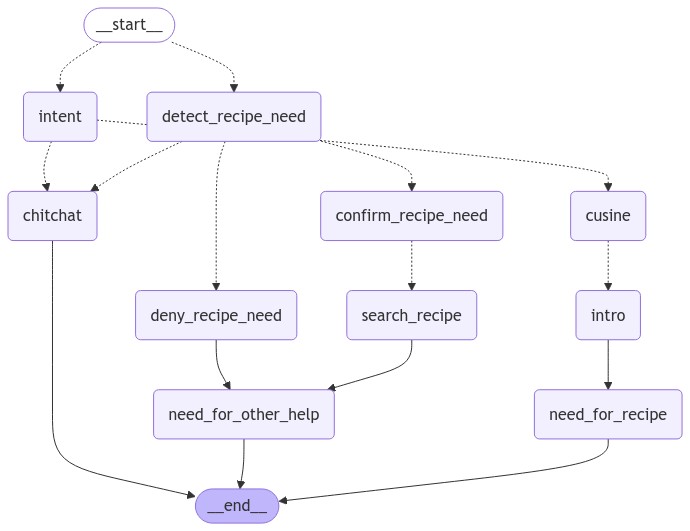 __start__
intent
detect_recipe_need
chitchat
confirm_recipe_need
cusine
deny_recipe_need
search_recipe
intro
need_for_other_help
need_for_recipe
__end__